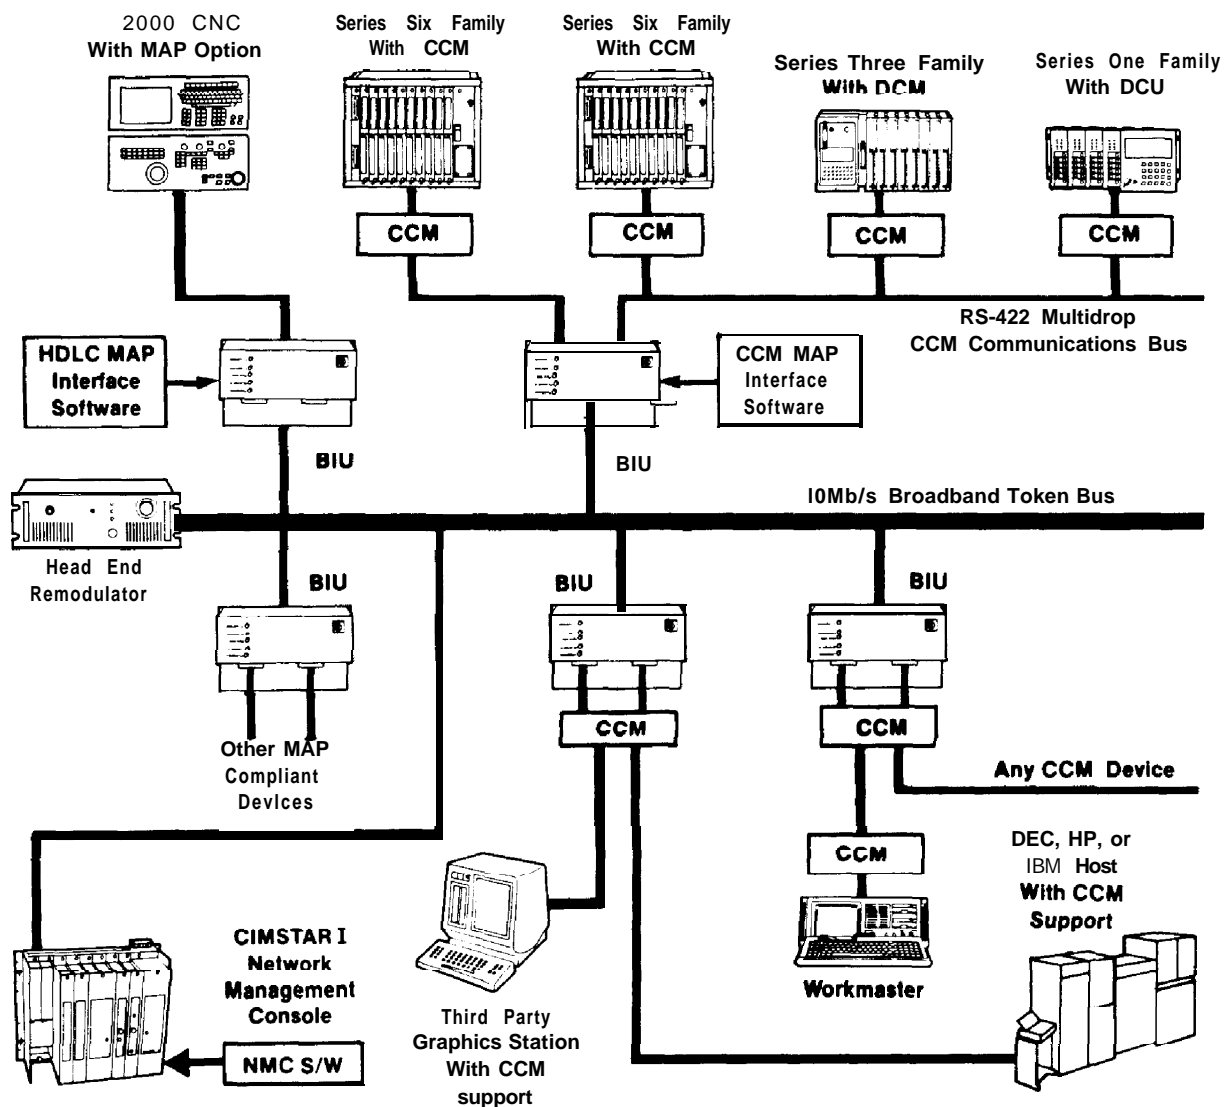 2000 CNC
With MAP Option
Series Six Family
With CCM
Series Six Family
With CCM
Series Three Family
With DCM
Series One Family
With DCU
CCM
CCM
CCM
CCM
RS-422 Multidrop
CCM Communications Bus
HDLC MAP
Interface
Software
CCM MAP
Interface
Software
BIU
BIU
I0Mb/s Broadband Token Bus
Head End
Remodulator
BIU
BIU
BIU
CCM
CCM
Other MAP
Compliant
Devlces
Any CCM Device
CCM
DEC, HP, or
IBM Host
With CCM
Support
CIMSTAR I
Network
Management
Console
NMC S/W
Workmaster
Third Party
Graphics Station
With CCM
support